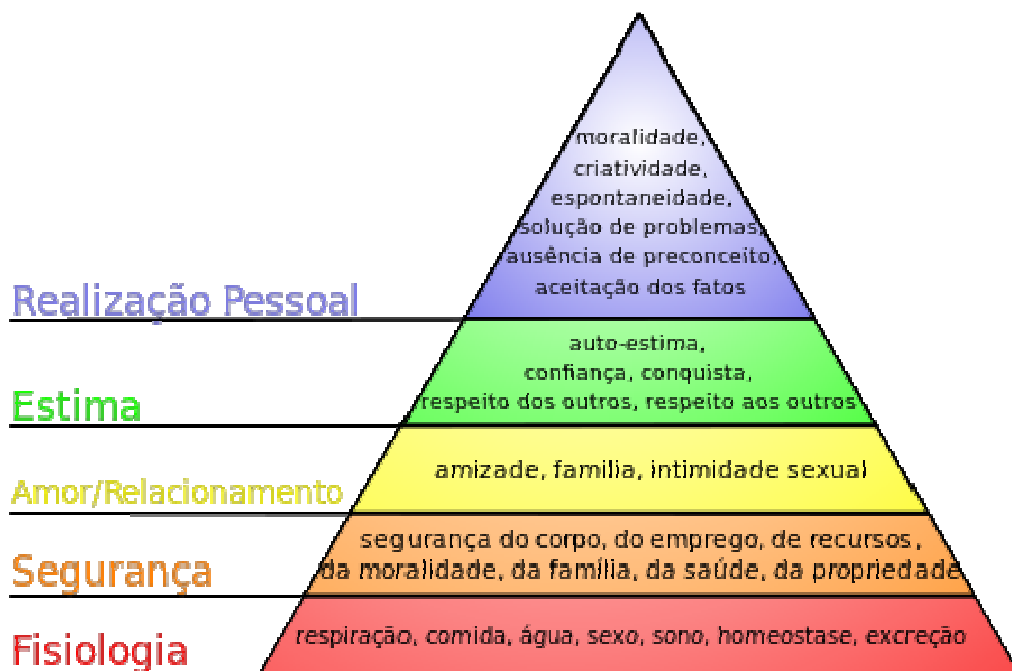 moralidade,
criatividade,
espontaneidade,
solução de problemas,
ausência de preconceito,
aceitação dos fatos
Realização Pessoal
auto-estima,
confiança, conquista,
respeito dos outros, respeito aos outros
Estima
amizade, família, intimidade sexual
Amor/Relacionamento
segurança do corpo, do emprego, de recursos,
da moralidade, da família, da saúde, da propriedade
Segurança
respiração, comida, água, sexo, sono, homeostase, excreção
Fisiologia